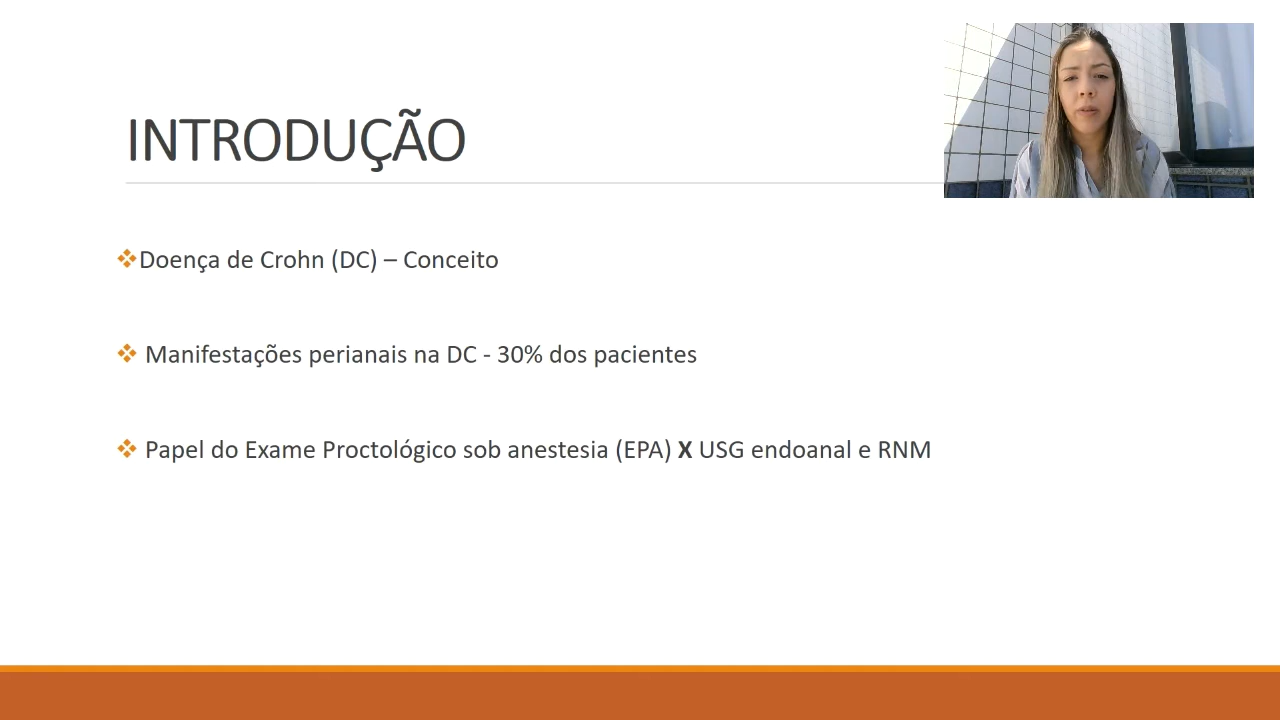 INTRODUÇÃO
Doença de Crohn (DC) – Conceito
Manifestações perianais na DC - 30% dos pacientes
Papel do Exame Proctológico sob anestesia (EPA) X USG endoanal e RNM